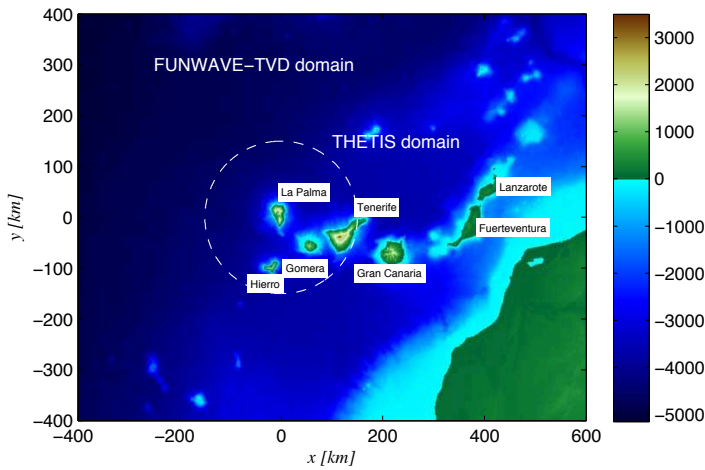 400
300
200
100
0
−100
−200
−300
−400
y [km]
FUNWAVE−TVD domain
THETIS domain
La Palma
Tenerife
Lanzarote
Fuerteventura
Gomera
Gran Canaria
Hierro
−400
−200
0
200
400
600
x [km]
3000
2000
1000
0
−1000
−2000
−3000
−4000
−5000